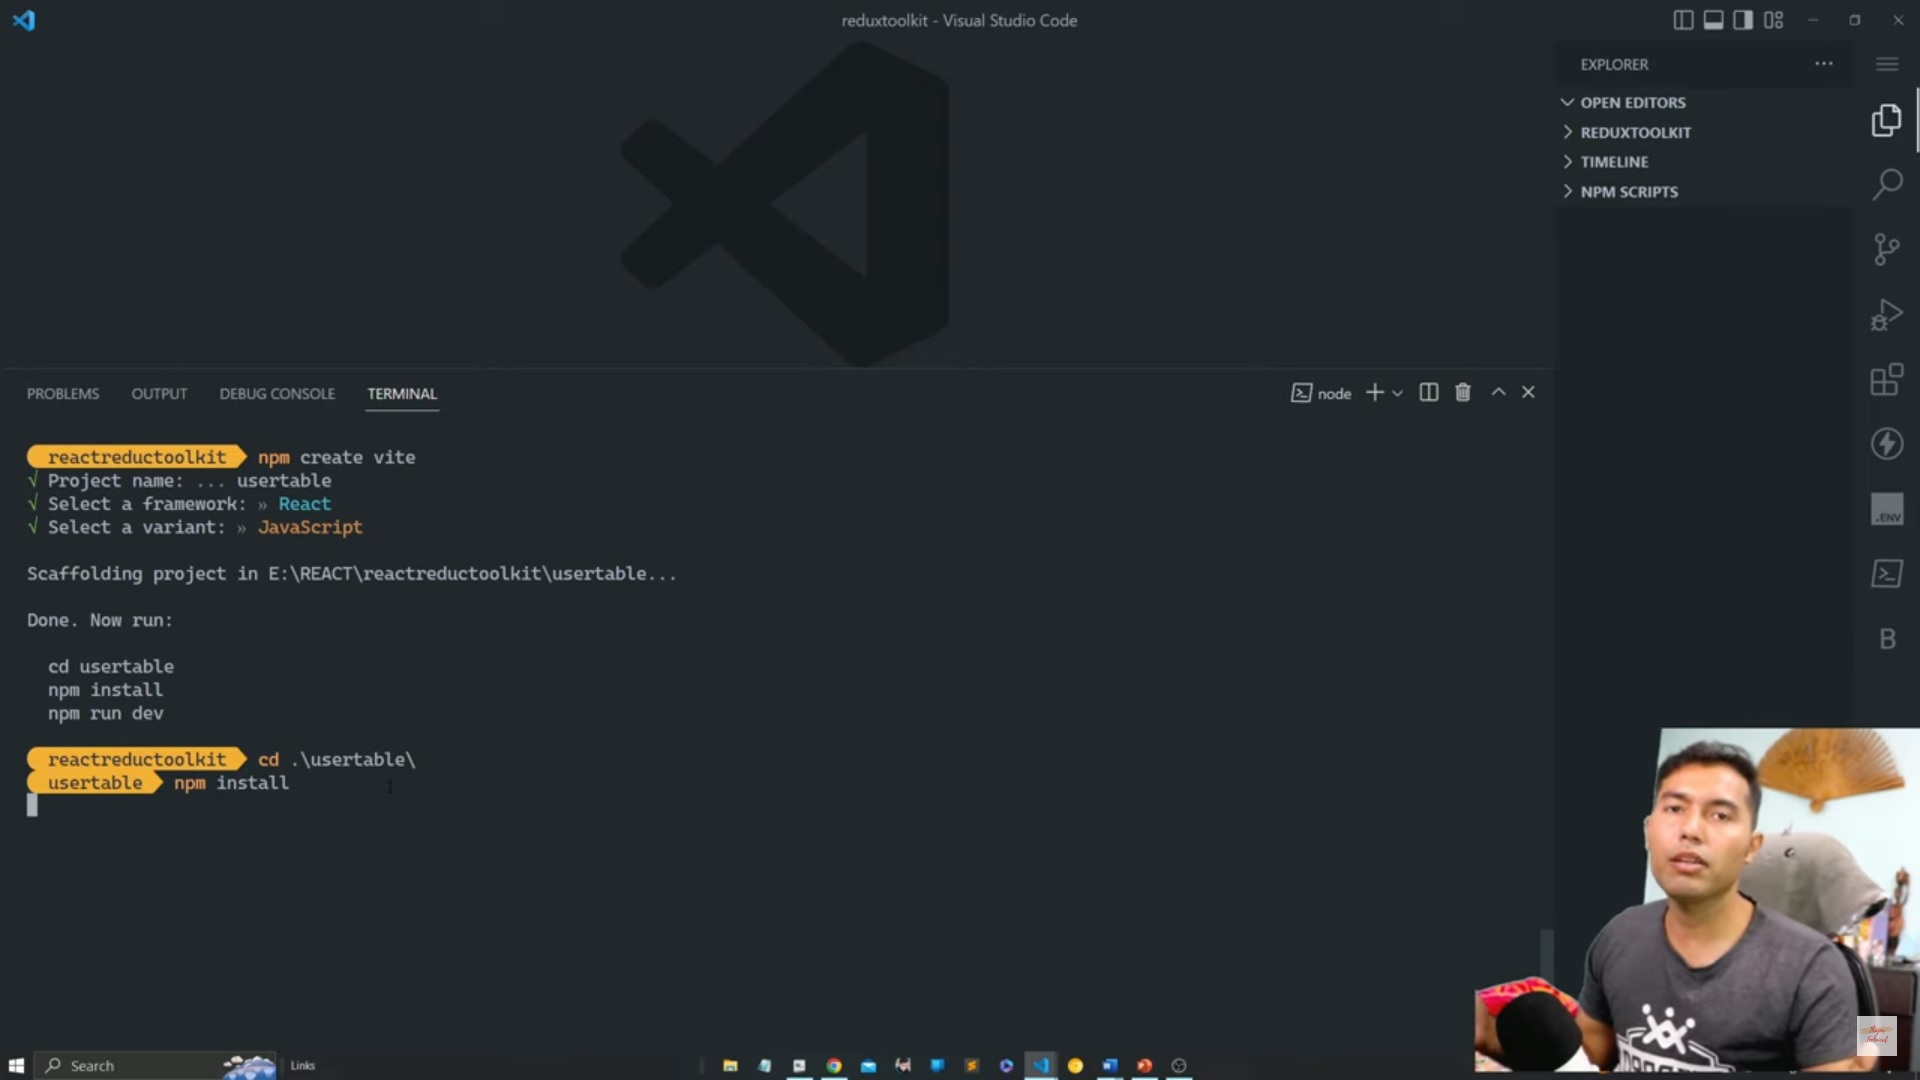 reduxtoolkit - Visual Studio Code
EXPLORER
OPEN EDITORS
REDUXTOOLKIT
TIMELINE
NPM SCRIPTS
PROBLEMS OUTPUT DEBUG CONSOLE TERMINAL
node
reactreductoolkit npm create vite
√ Project name: ... usertable
√ Select a framework: » React
√ Select a variant: » JavaScript
Scaffolding project in E:\REACT\reactreductoolkit\usertable...
Done. Now run:
cd usertable
npm install
npm run dev
reactreductoolkit cd .\usertable\
usertable npm install
.ENV
B
Search
Links